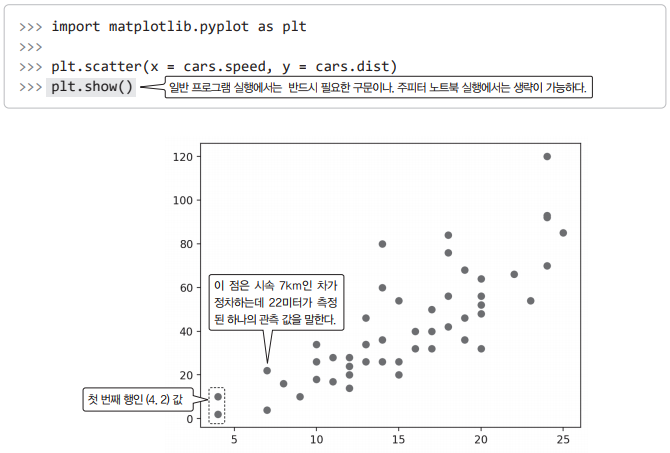 >>> import matplotlib.pyplot as plt
>>>
>>> plt.scatter(x = cars.speed, y = cars.dist)
>>> plt.show()
일반 프로그램 실행에서는 반드시 필요한 구문이나, 주피터 노트북 실행에서는 생략이 가능하다.
120
100
80
60
40
20
0
이 점은 시속 7km인 차가
정차하는데 22미터가 측정
된 하나의 관측 값을 말한다.
첫 번째 행인 (4, 2) 값
5 10 15 20 25